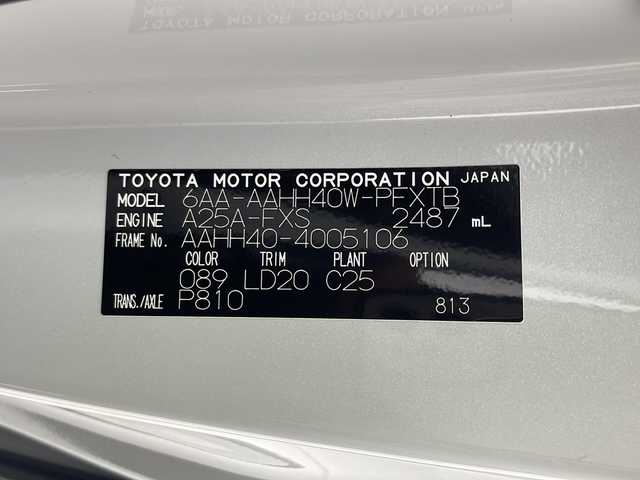 TOYOTA MOTOR CORPORATION JAPAN
MODEL 6AA-AAHH40W-PFXTB
ENGINE A25A-FXS 2487 mL
FRAME No. AAHH40-4005106
COLOR TRIM PLANT OPTION
089 LD20 C25
TRANS./AXLE P810 813